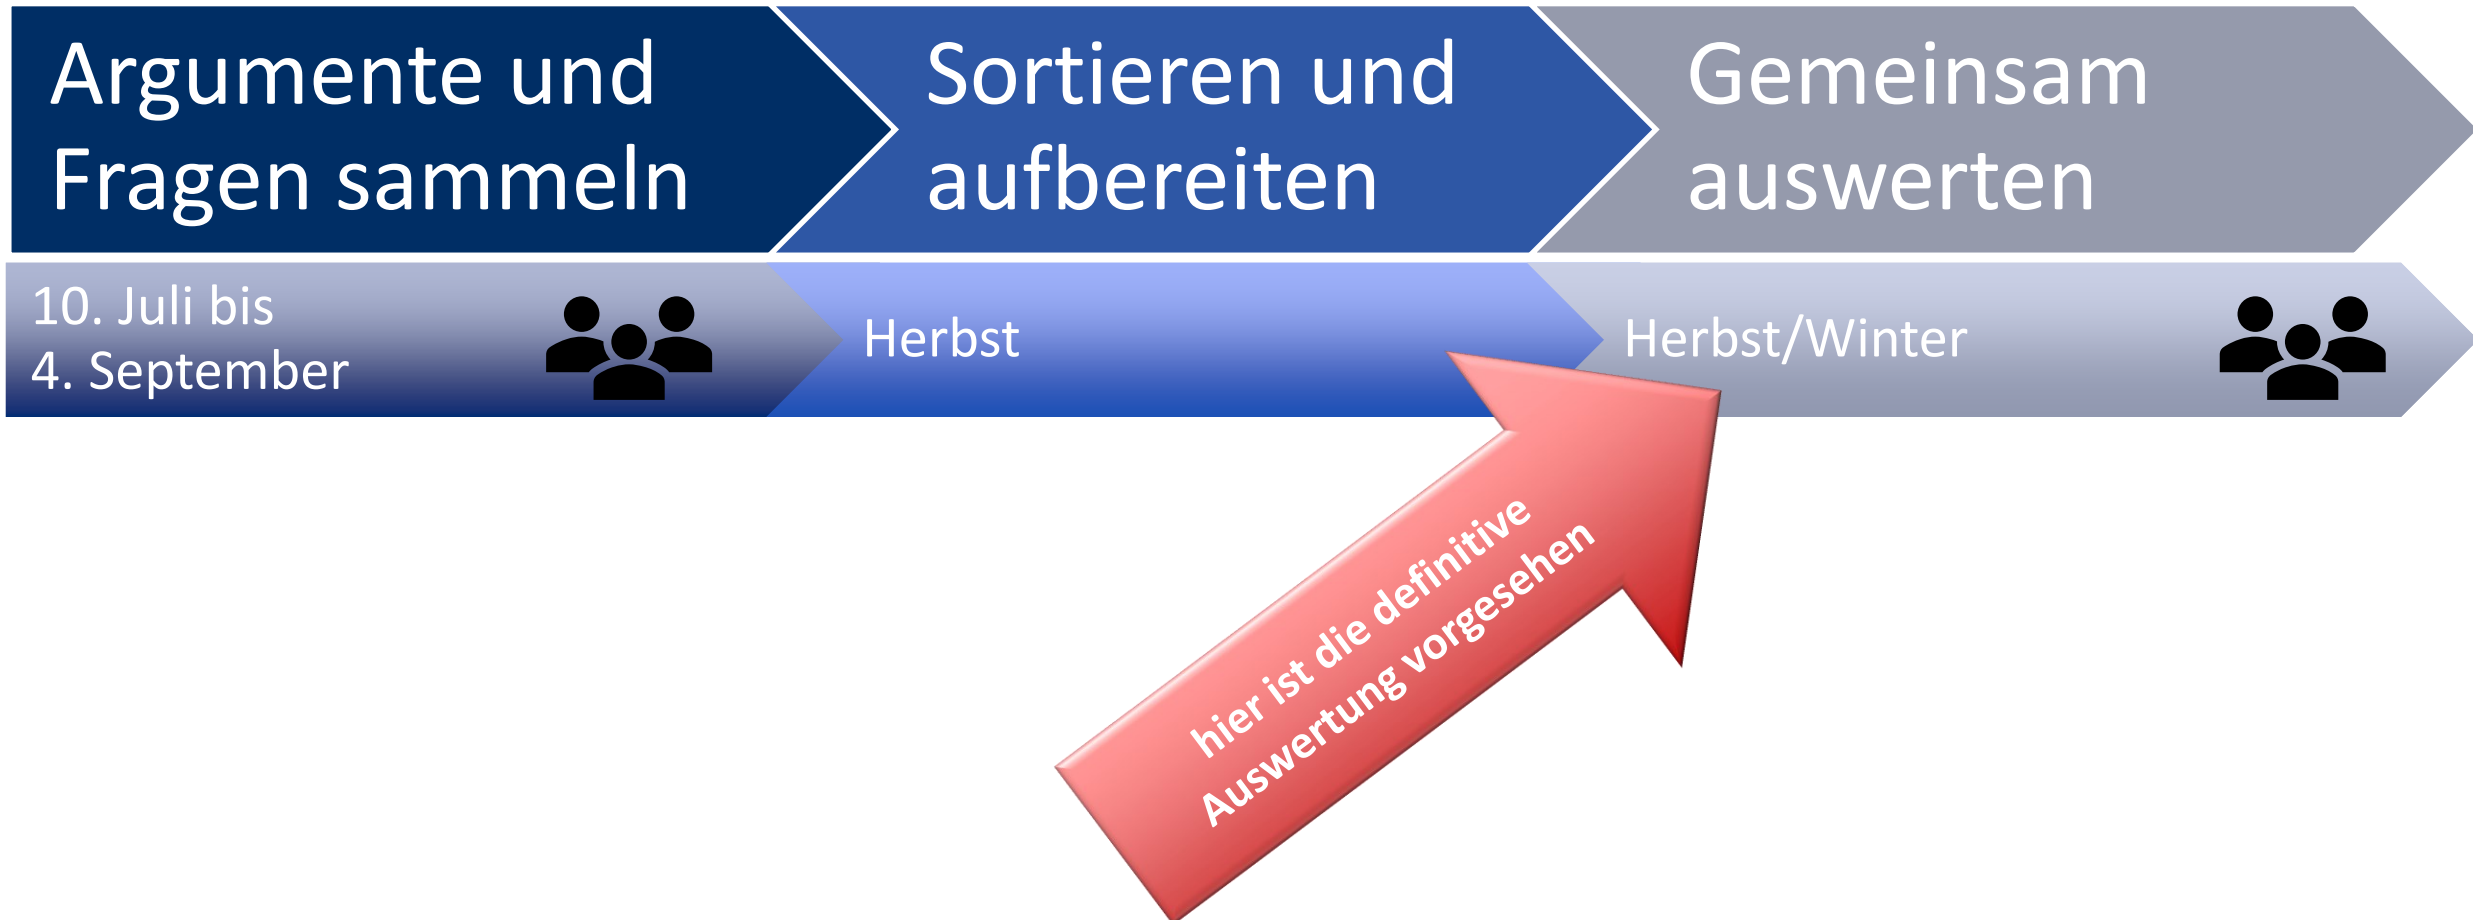 Argumente und
Fragen sammeln
Sortieren und
aufbereiten
Gemeinsam
auswerten
10. Juli bis
4. September
Herbst
Herbst/Winter
hier ist die definitive
Auswertung vorgesehen